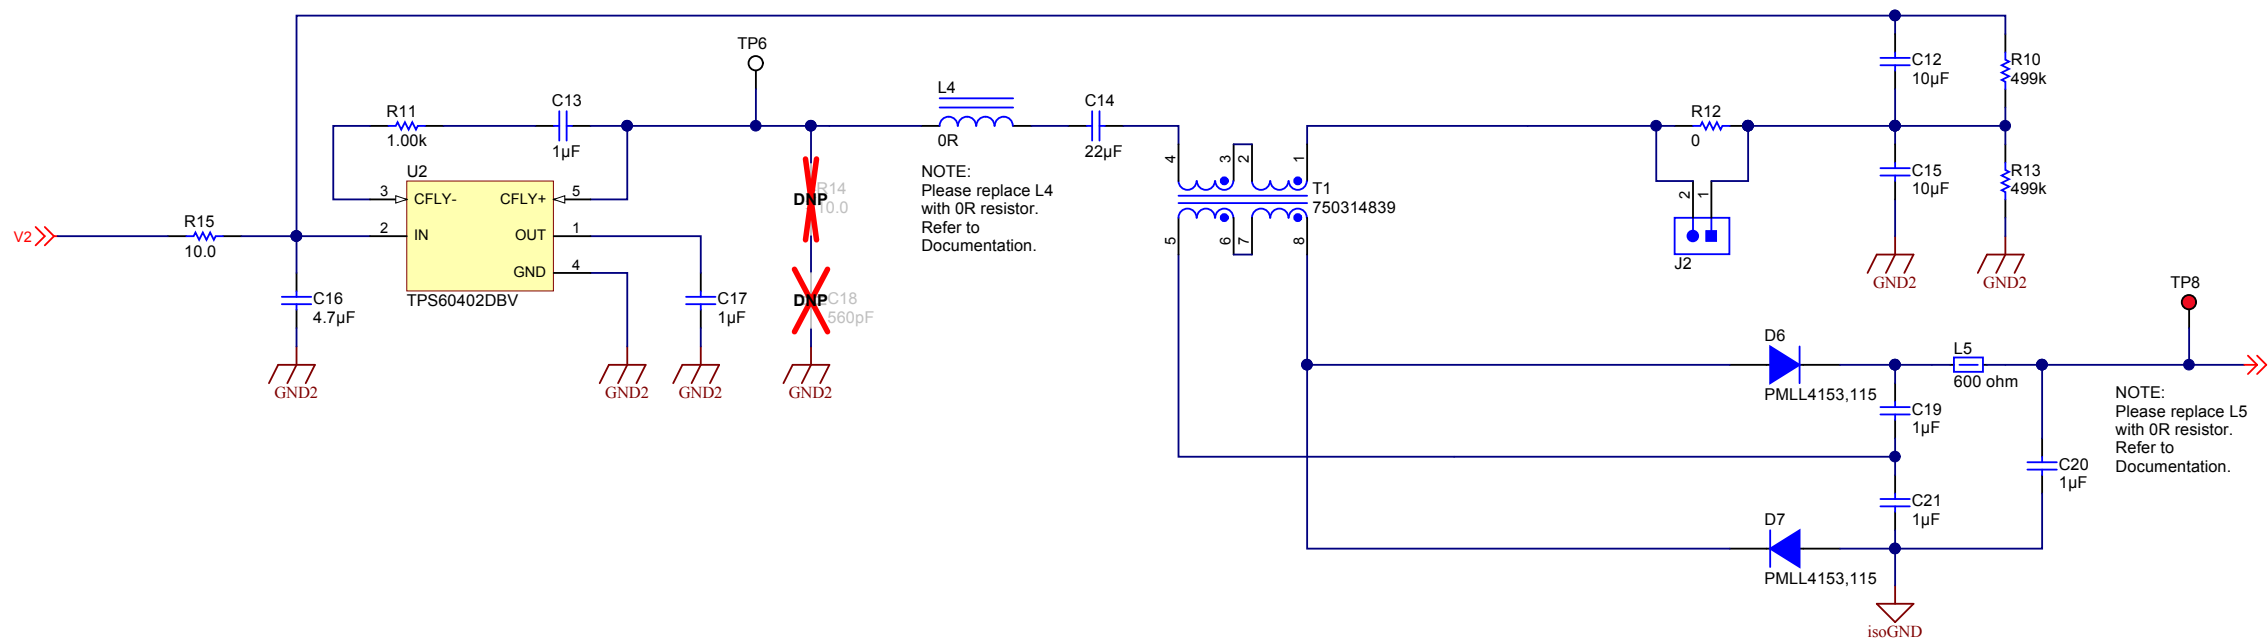 TP6
C12
10µF
R10
499k
R11
1.00k
C13
1µF
L4
0R
C14
22µF
R12
0
NOTE:
Please replace L4
with 0R resistor.
Refer to
Documentation.
4
3
2
1
T1
750314839
5
6
7
8
C15
10µF
R13
499k
2
1
J2
GND2
GND2
U2
3
CFLY-
CFLY+
5
2
IN
OUT
1
GND
4
TPS60402DBV
V2
R15
10.0
DNP
R14
10.0
C16
4.7µF
C17
1µF
DNP
C18
560pF
GND2
GND2
GND2
GND2
TP8
D6
PMLL4153,115
L5
600 ohm
NOTE:
Please replace L5
with 0R resistor.
Refer to
Documentation.
C19
1µF
C20
1µF
C21
1µF
D7
PMLL4153,115
isoGND